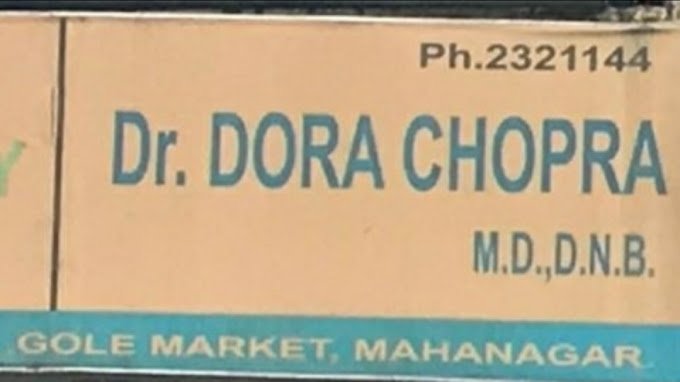 Ph.2321144
Dr. DORA CHOPRA
M.D.,D.N.B.
GOLE MARKET, MAHANAGAR